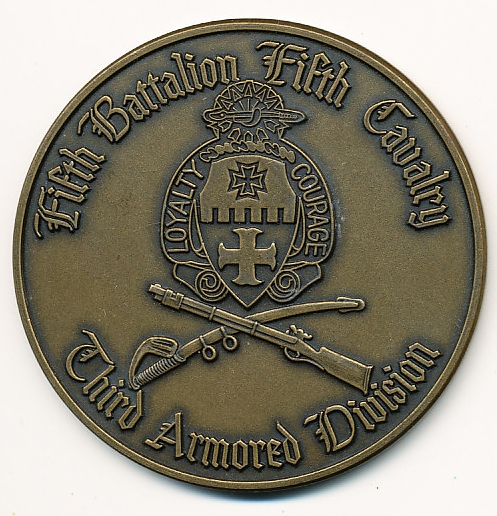 Fifth Battalion Fifth Cavalry
LOYALTY
COURAGE
Third Armored Division